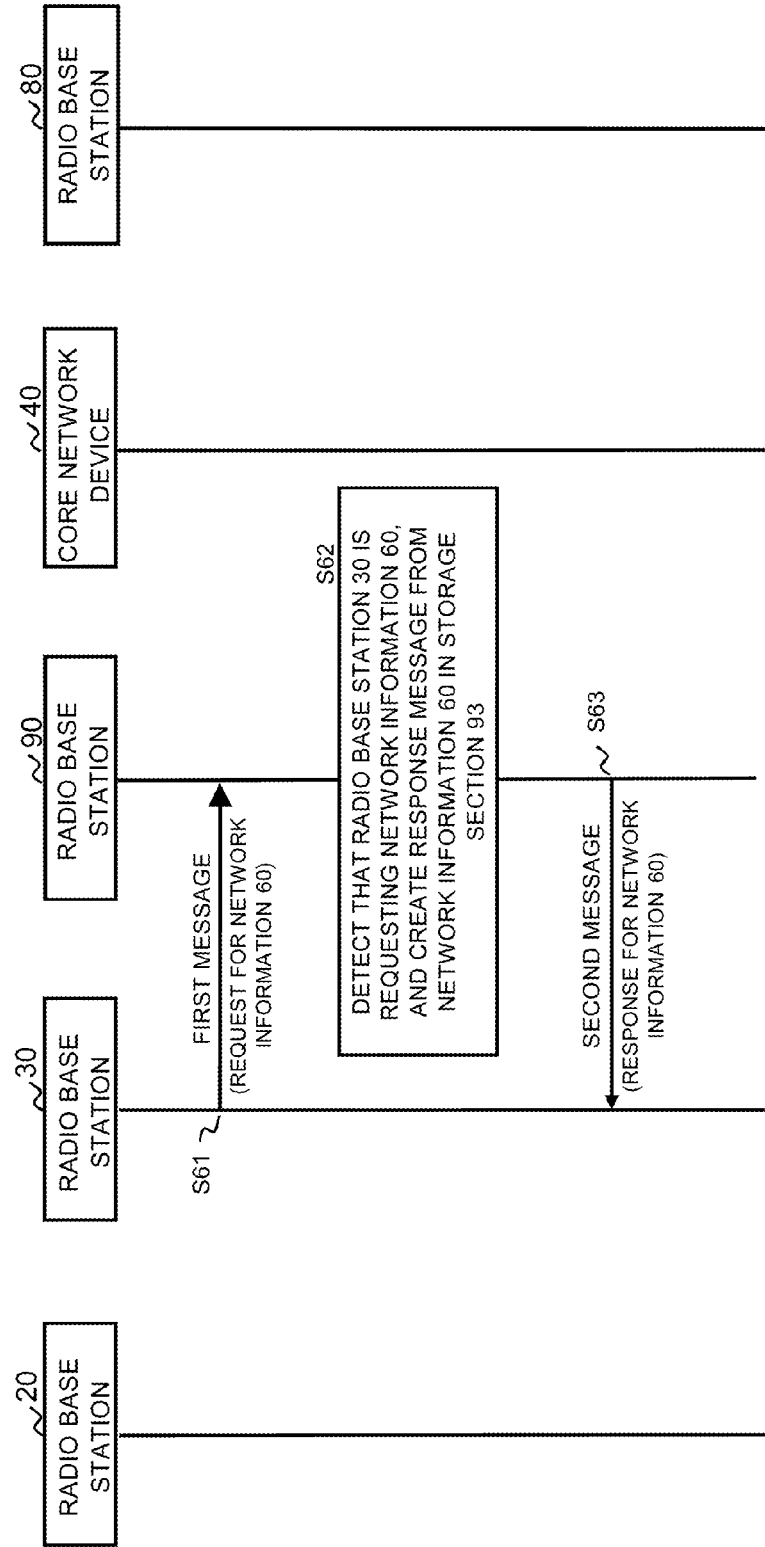 20
RADIO BASE
STATION
30
RADIO BASE
STATION
90
RADIO BASE
STATION
40
CORE NETWORK
DEVICE
80
RADIO BASE
STATION
S61
FIRST MESSAGE
(REQUEST FOR NETWORK
INFORMATION 60)
S62
DETECT THAT RADIO BASE STATION 30 IS
REQUESTING NETWORK INFORMATION 60,
AND CREATE RESPONSE MESSAGE FROM
NETWORK INFORMATION 60 IN STORAGE
SECTION 93
SECOND MESSAGE
(RESPONSE FOR NETWORK
INFORMATION 60)
S63